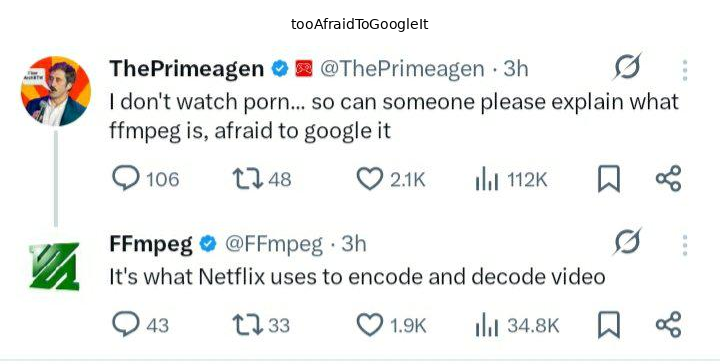 tooAfraidToGoogleIt
ThePrimeagen @ThePrimeagen · 3h
I don't watch porn... so can someone please explain what
ffmpeg is, afraid to google it
106 48 2.1K 112K
FFmpeg @FFmpeg · 3h
It's what Netflix uses to encode and decode video
43 33 1.9K 34.8K